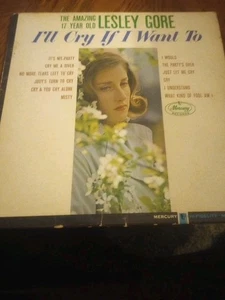 THE AMAZING
17 YEAR OLD
LESLEY GORE
I'll Cry If I Want To
IT'S MY PARTY
CRY ME A RIVER
NO MORE TEARS LEFT TO CRY
JUDY'S TURN TO CRY
CRY & YOU CRY ALONE
MISTY
I WOULD
THE PARTY'S OVER
JUST LET ME CRY
CRY
I UNDERSTAND
WHAT KIND OF FOOL AM I
Mercury
RECORDS
MERCURY